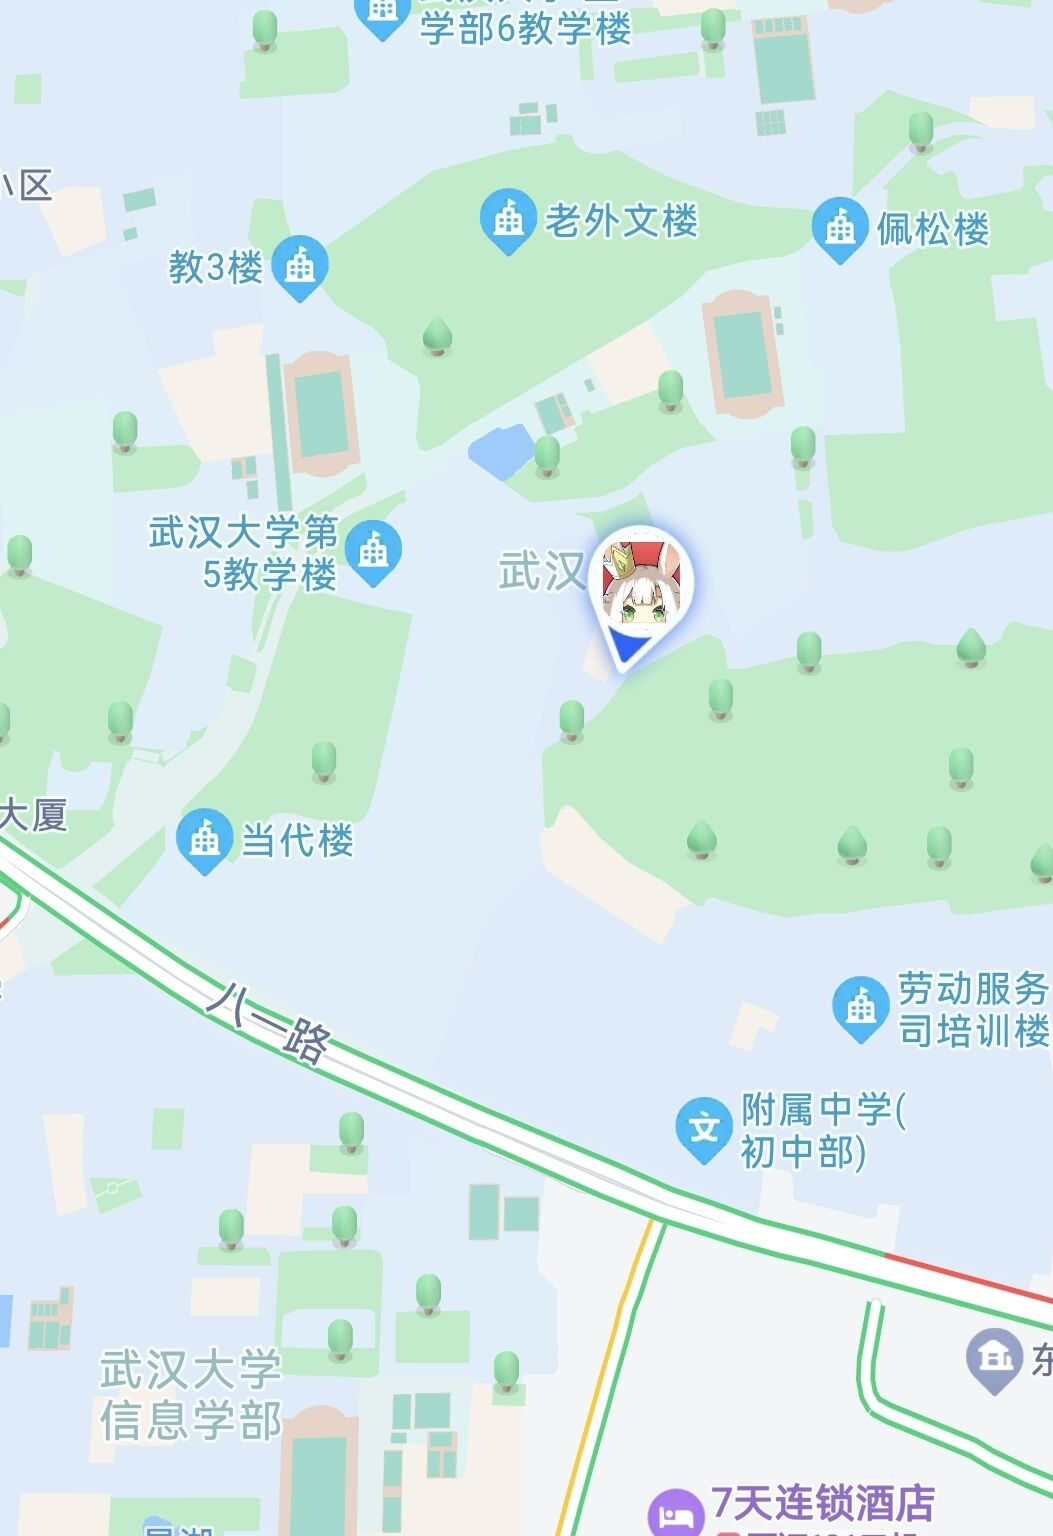 学部6教学楼
小区
老外文楼
佩松楼
教3楼
武汉大学第
5教学楼
武汉
大厦
当代楼
八一路
劳动服务
司培训楼
附属中学(
初中部)
武汉大学
信息学部
东
7天连锁酒店